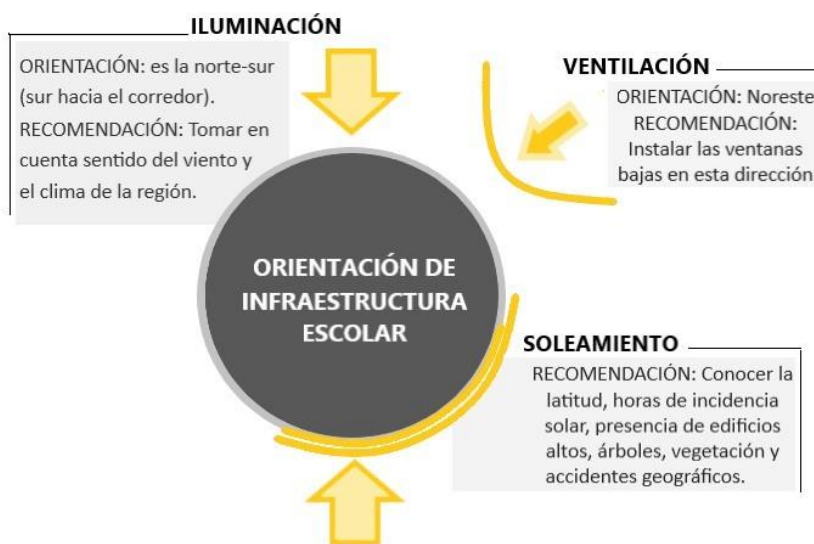 ILUMINACIÓN
ORIENTACIÓN: es la norte-sur
(sur hacia el corredor).
RECOMENDACIÓN: Tomar en
cuenta sentido del viento y
el clima de la región.
VENTILACIÓN
ORIENTACIÓN: Noreste
RECOMENDACIÓN:
Instalar las ventanas
bajas en esta dirección
ORIENTACIÓN DE
INFRAESTRUCTURA
ESCOLAR
SOLEAMIENTO
RECOMENDACIÓN: Conocer la
latitud, horas de incidencia
solar, presencia de edificios
altos, árboles, vegetación y
accidentes geográficos.